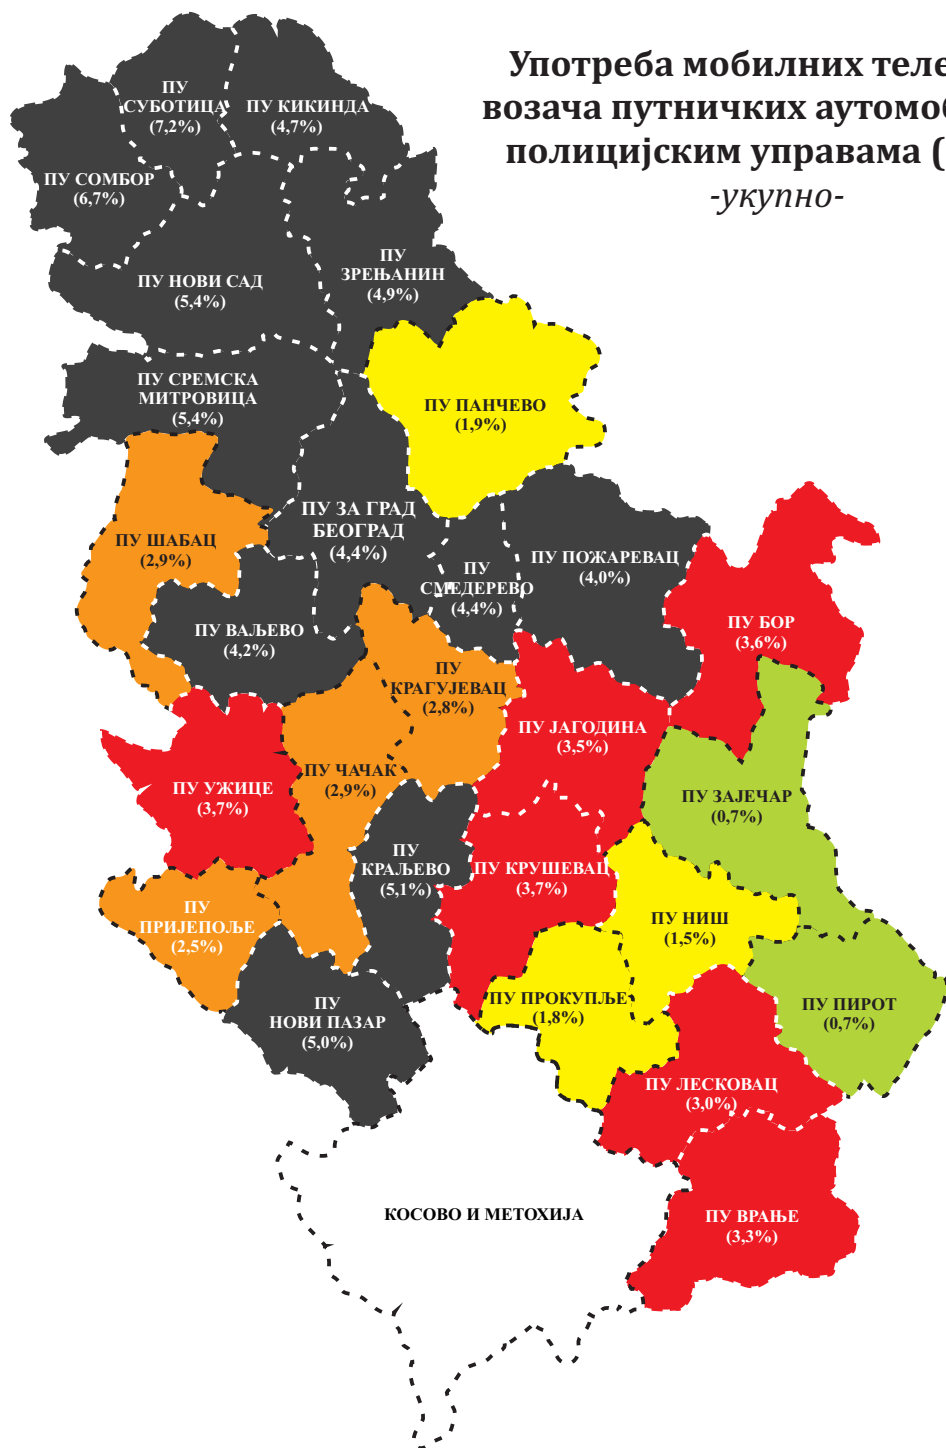 Употреба мобилних теле
возача путничких аутомоб
полицијским управама (
-укупно-
ПУ
СУБОТИЦА
(7,2%)
ПУ КИКИНДА
(4,7%)
ПУ СОМБОР
(6,7%)
ПУ НОВИ САД
(5,4%)
ПУ
ЗРЕЊАНИН
(4,9%)
ПУ СРЕМСКА
МИТРОВИЦА
(5,4%)
ПУ ПАНЧЕВО
(1,9%)
ПУ ЗА ГРАД
БЕОГРАД
(4,4%)
ПУ ШАБАЦ
(2,9%)
ПУ
СМЕДЕРЕВО
(4,4%)
ПУ ПОЖАРЕВАЦ
(4,0%)
ПУ ВАЉЕВО
(4,2%)
ПУ БОР
(3,6%)
ПУ
КРАГУЈЕВАЦ
(2,8%)
ПУ ЈАГОДИНА
(3,5%)
ПУ УЖИЦЕ
(3,7%)
ПУ ЧАЧАК
(2,9%)
ПУ ЗАЈЕЧАР
(0,7%)
ПУ
КРАЉЕВО
(5,1%)
ПУ КРУШЕВАЦ
(3,7%)
ПУ
ПРИЈЕПОЉЕ
(2,5%)
ПУ НИШ
(1,5%)
ПУ
НОВИ ПАЗАР
(5,0%)
ПУ ПРОКУПЉЕ
(1,8%)
ПУ ПИРОТ
(0,7%)
ПУ ЛЕСКОВАЦ
(3,0%)
КОСОВО И МЕТОХИЈА
ПУ ВРАЊЕ
(3,3%)